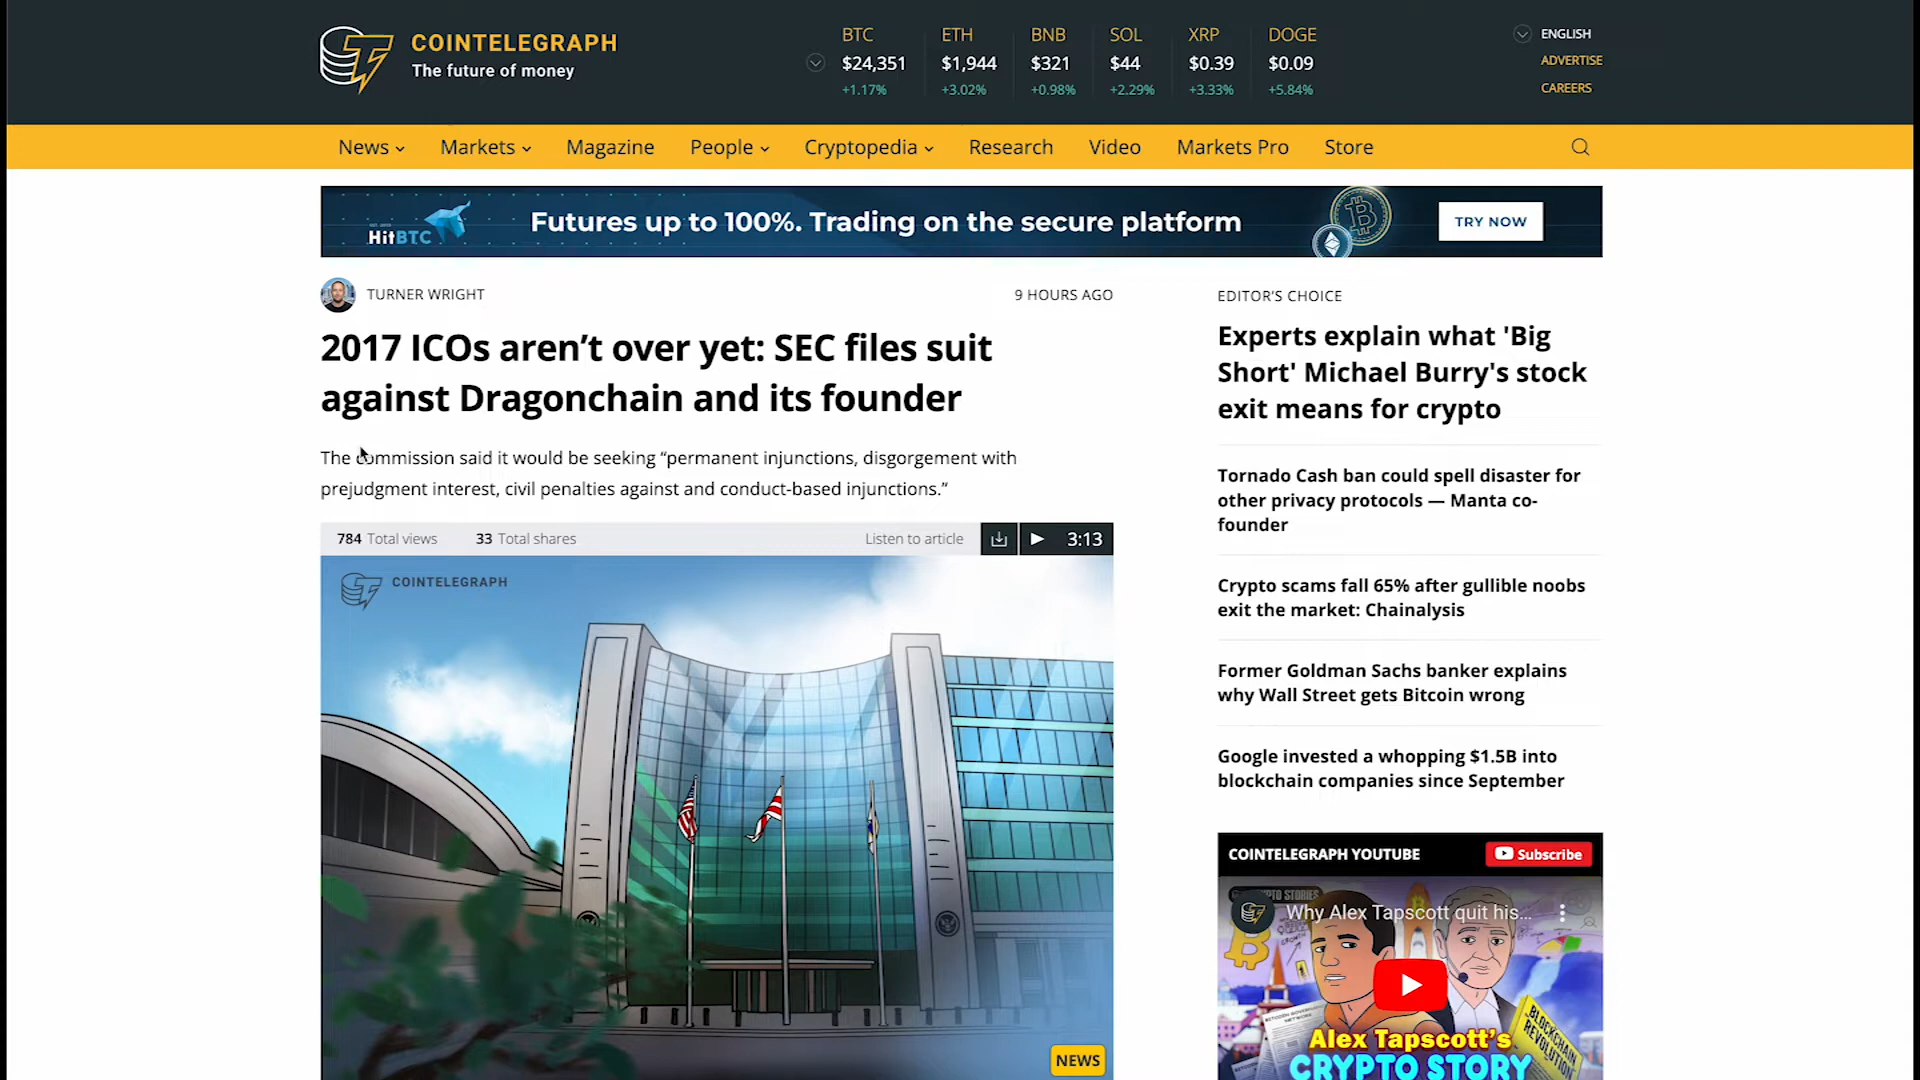 COINTELEGRAPH
The future of money
BTC
$24,351
+1.17%
ETH
$1,944
+3.02%
BNB
$321
+0.98%
SOL
$44
+2.29%
XRP
$0.39
+3.33%
DOGE
$0.09
+5.84%
ENGLISH
ADVERTISE
CAREERS
News Markets Magazine People Cryptopedia Research Video Markets Pro Store
HitBTC
Futures up to 100%. Trading on the secure platform
TRY NOW
TURNER WRIGHT
9 HOURS AGO
2017 ICOs aren’t over yet: SEC files suit
against Dragonchain and its founder
The commission said it would be seeking “permanent injunctions, disgorgement with
prejudgment interest, civil penalties against and conduct-based injunctions.”
784 Total views 33 Total shares Listen to article 3:13
COINTELEGRAPH
NEWS
EDITOR’S CHOICE
Experts explain what 'Big
Short' Michael Burry's stock
exit means for crypto
Tornado Cash ban could spell disaster for
other privacy protocols — Manta co-
founder
Crypto scams fall 65% after gullible noobs
exit the market: Chainalysis
Former Goldman Sachs banker explains
why Wall Street gets Bitcoin wrong
Google invested a whopping $1.5B into
blockchain companies since September
COINTELEGRAPH YOUTUBE
Subscribe
Why Alex Tapscott quit his...
BLOCKCHAIN
REVOLUTION
Alex Tapscott's
CRYPTO STORY